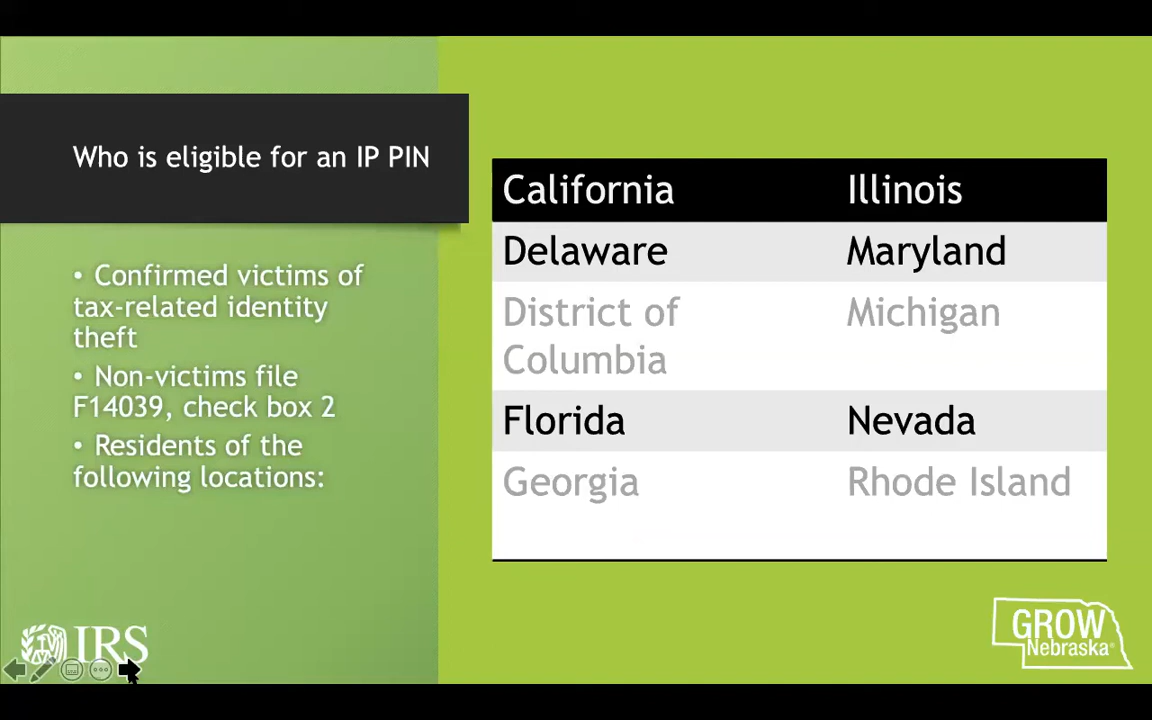 Who is eligible for an IP PIN
• Confirmed victims of
tax-related identity
theft
• Non-victims file
F14039, check box 2
• Residents of the
following locations:
California Illinois
Delaware Maryland
District of Michigan
Columbia
Florida Nevada
Georgia Rhode Island
IRS
GROW
Nebraska®